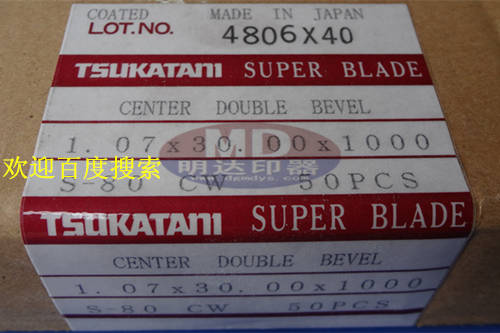 COATED MADE IN JAPAN
LOT.NO. 4806X40
TSUKATANI SUPER BLADE
CENTER DOUBLE BEVEL
1.07x30.00x1000
MD
明达印器
欢迎百度搜索
S-80 CW 50PCS
TSUKATANI SUPER BLADE
CENTER DOUBLE BEVEL
1.07x30.00x1000
S-80 CW 50PCS